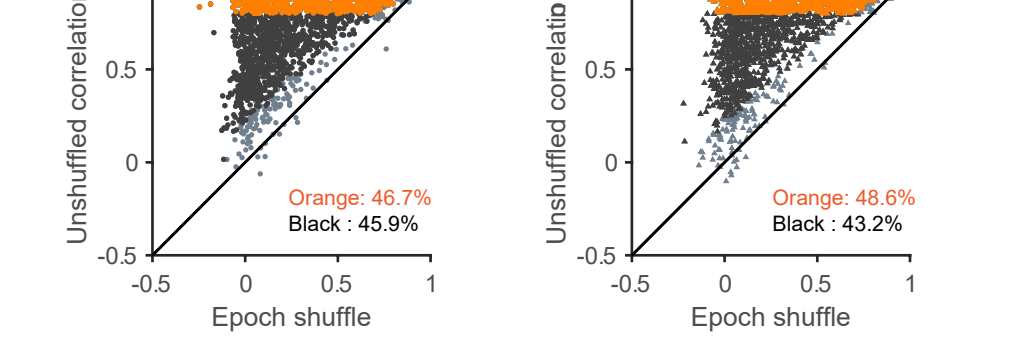 Unshuffled correlatio
0.5
0
-0.5
-0.5 0 0.5 1
Epoch shuffle
Orange: 46.7%
Black : 45.9%
Unshuffled correlatio
0.5
0
-0.5
-0.5 0 0.5 1
Epoch shuffle
Orange: 48.6%
Black : 43.2%